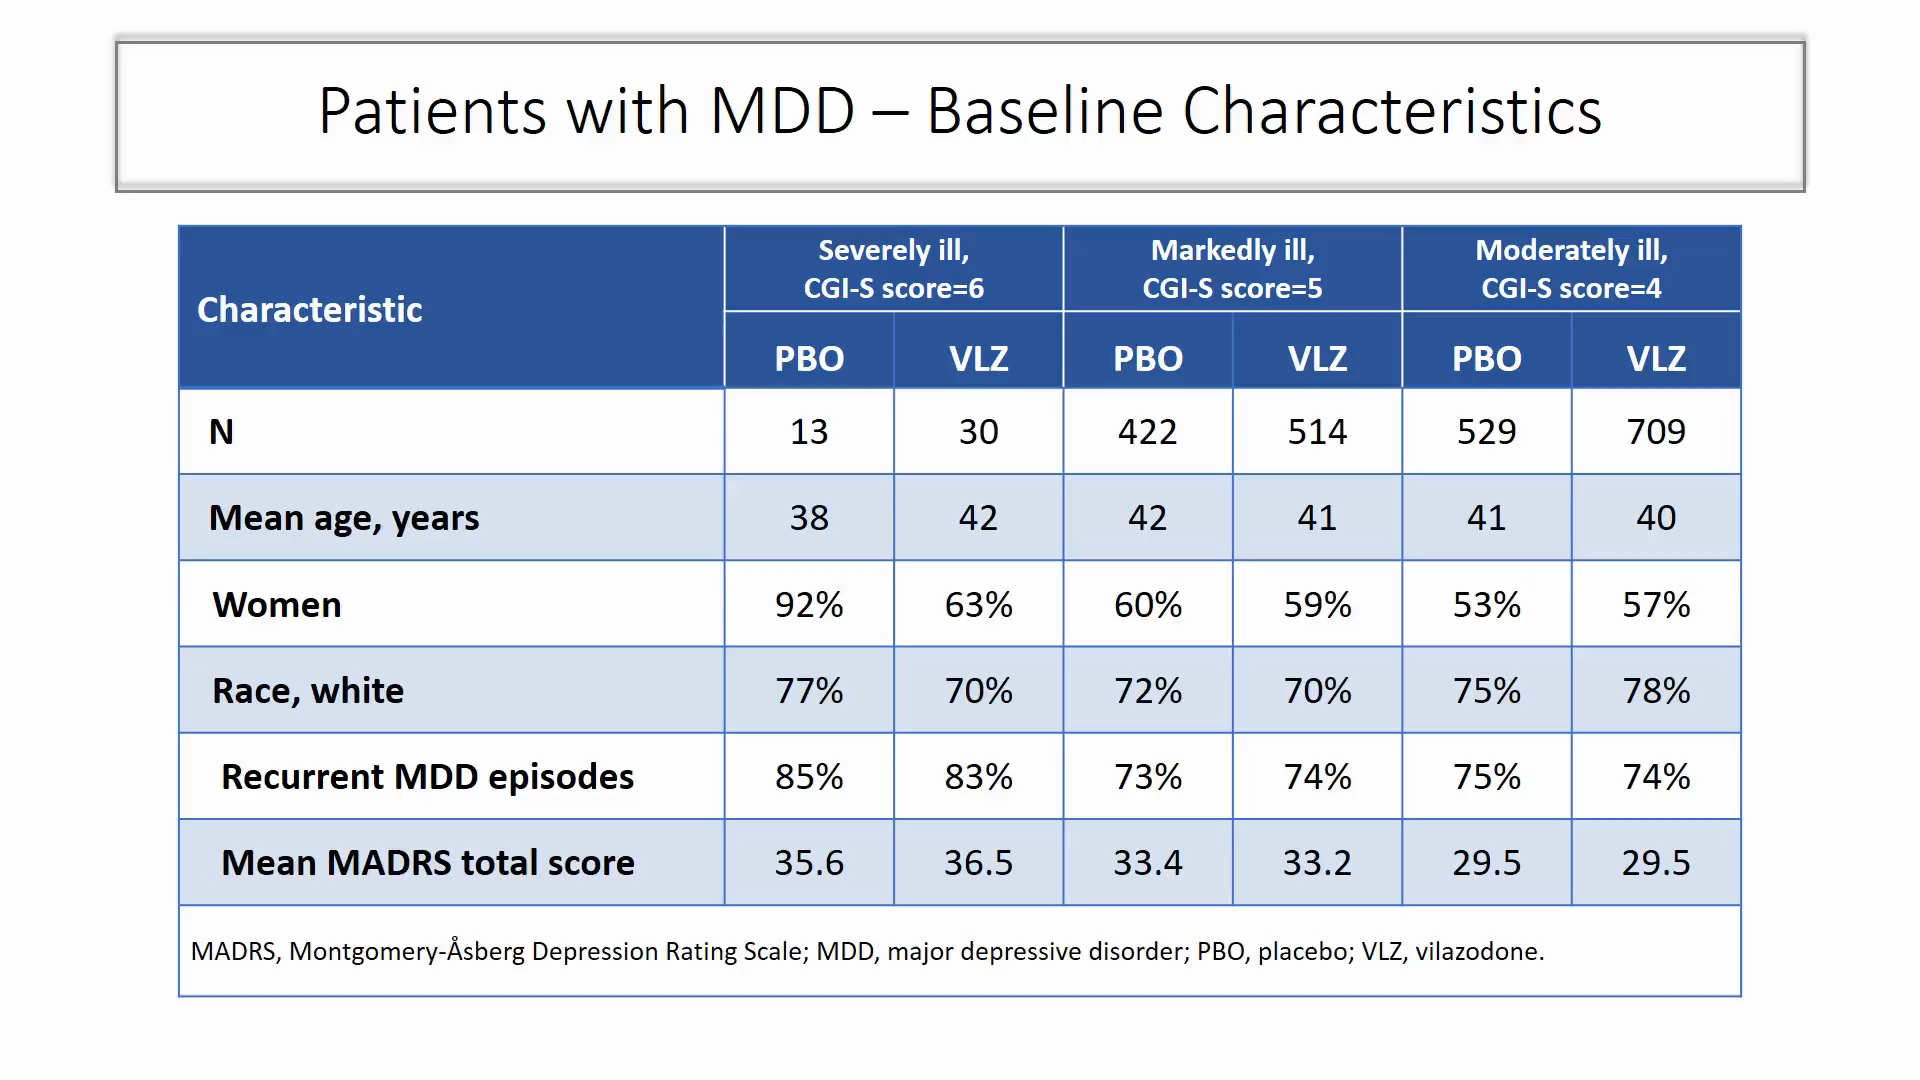 Patients with MDD – Baseline Characteristics
Characteristic
Severely ill,
CGI-S score=6
Markedly ill,
CGI-S score=5
Moderately ill,
CGI-S score=4
PBO VLZ PBO VLZ PBO VLZ
N 13 30 422 514 529 709
Mean age, years 38 42 42 41 41 40
Women 92% 63% 60% 59% 53% 57%
Race, white 77% 70% 72% 70% 75% 78%
Recurrent MDD episodes 85% 83% 73% 74% 75% 74%
Mean MADRS total score 35.6 36.5 33.4 33.2 29.5 29.5
MADRS, Montgomery-Åsberg Depression Rating Scale; MDD, major depressive disorder; PBO, placebo; VLZ, vilazodone.